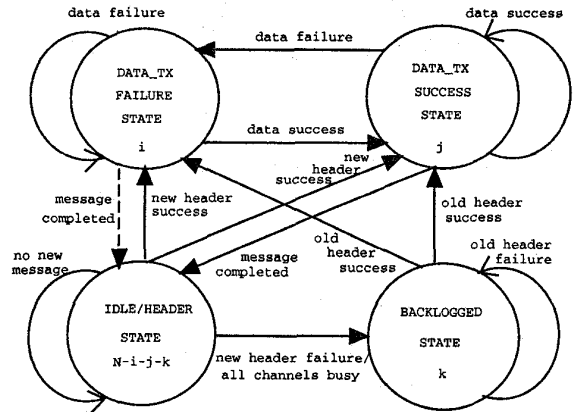 data failure
data success
data failure
DATA_TX
FAILURE
STATE
i
DATA_TX
SUCCESS
STATE
j
data success
new
header
success
message
completed
new header
success
old
header
success
message
completed
old header
success
old header
failure
no new
message
IDLE/HEADER
STATE
N-i-j-k
BACKLOGGED
STATE
k
new header failure/
all channels busy